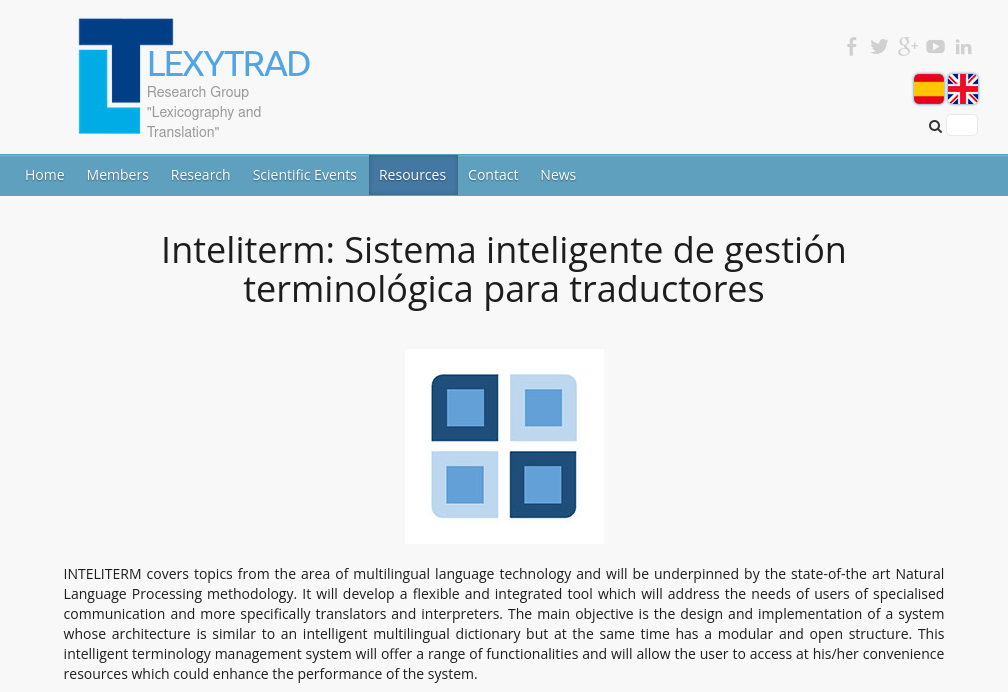 LEXYTRAD
Research Group
"Lexicography and
Translation"
Home Members Research Scientific Events Resources Contact News
Inteliterm: Sistema inteligente de gestión
terminológica para traductores
INTELITERM covers topics from the area of multilingual language technology and will be underpinned by the state-of-the art Natural
Language Processing methodology. It will develop a flexible and integrated tool which will address the needs of users of specialised
communication and more specifically translators and interpreters. The main objective is the design and implementation of a system
whose architecture is similar to an intelligent multilingual dictionary but at the same time has a modular and open structure. This
intelligent terminology management system will offer a range of functionalities and will allow the user to access at his/her convenience
resources which could enhance the performance of the system.